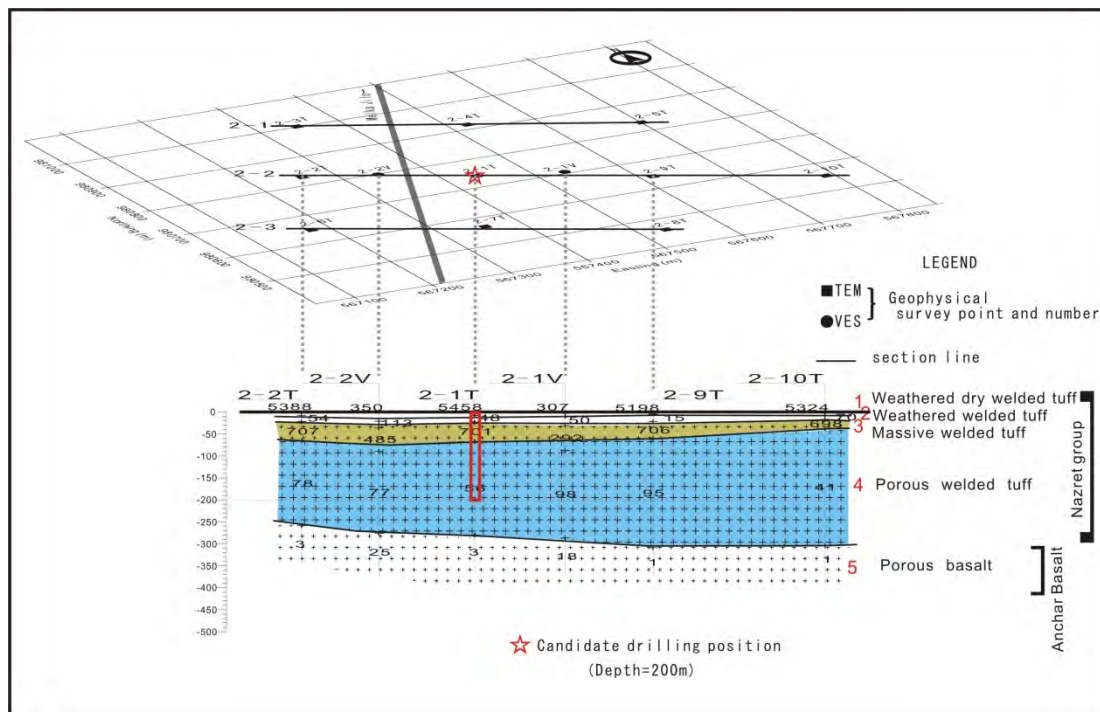 2-1
2-3T
2-4T
2-5T
2-2
2-2T
2-2V
2-1T
2-1V
2-9T
2-10T
2-3
2-6T
2-7T
2-8T
Northing (m)
Easting (m)
567100
567200
567300
567400
567500
567600
567700
567800
LEGEND
TEM
VES
Geophysical
survey point and number
section line
2-2V
2-1V
2-10T
2-2T
2-1T
2-9T
5388 350 5458 307 5198 5324
54 113 48 50 15 70
707 485 701 292 706 698
78 77 56 98 95 41
3 25 3 18 1 1
0
-50
-100
-150
-200
-250
-300
-350
-400
-450
-500
1 Weathered dry welded tuff
2 Weathered welded tuff
3 Massive welded tuff
4 Porous welded tuff
5 Porous basalt
Nazret group
Anchar Basalt
Candidate drilling position
(Depth=200m)